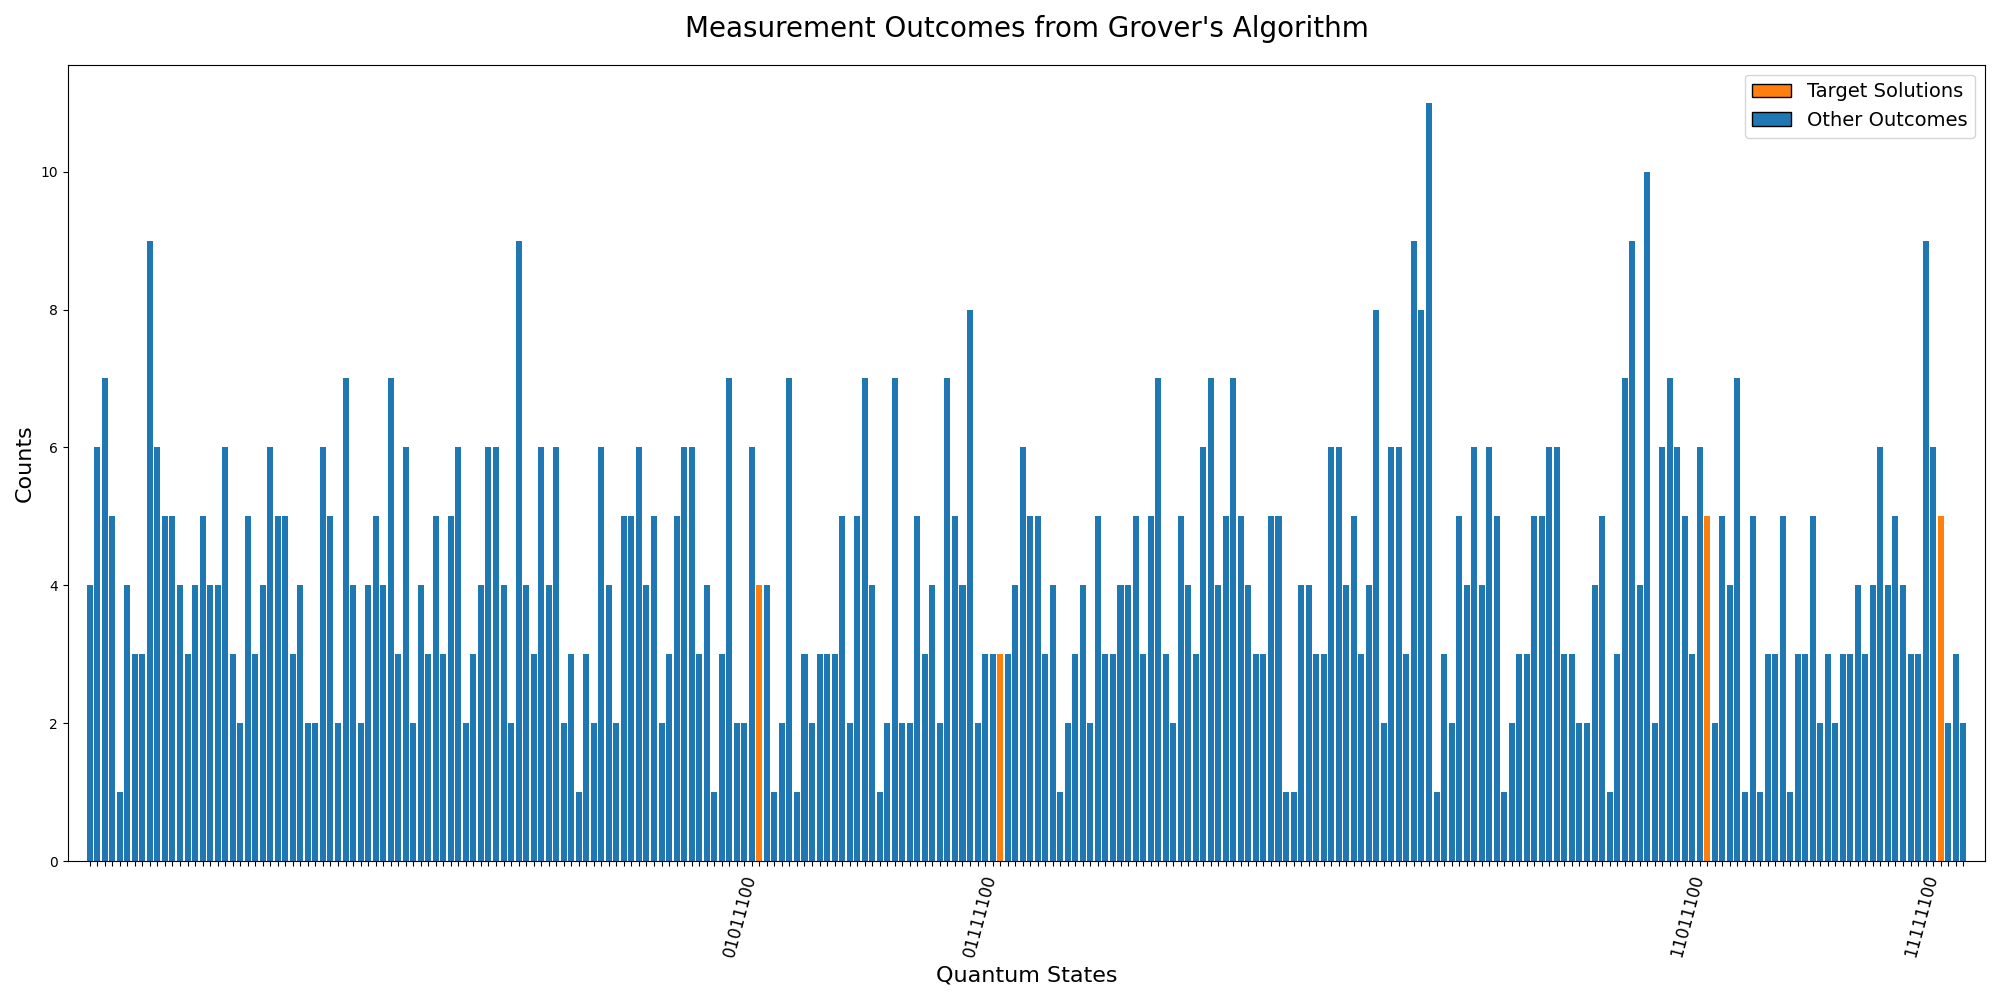 Measurement Outcomes from Grover's Algorithm
Target Solutions
Other Outcomes
Counts
10
8
6
4
2
0
01011100
01111100
11011100
11111100
Quantum States